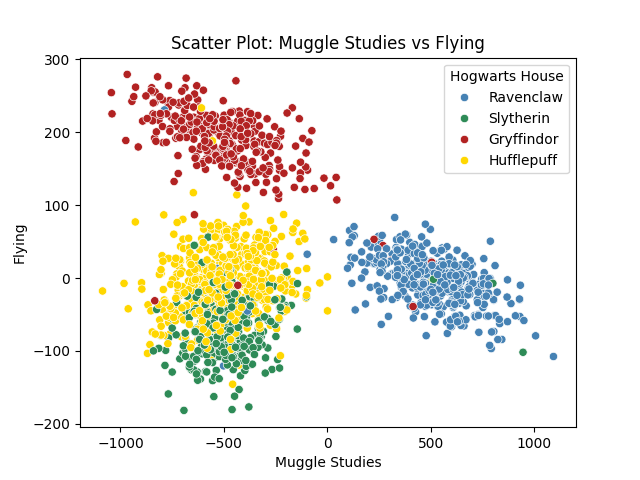 Scatter Plot: Muggle Studies vs Flying
300
200
100
0
−100
−200
Flying
Hogwarts House
Ravenclaw
Slytherin
Gryffindor
Hufflepuff
−1000
−500
0
500
1000
Muggle Studies